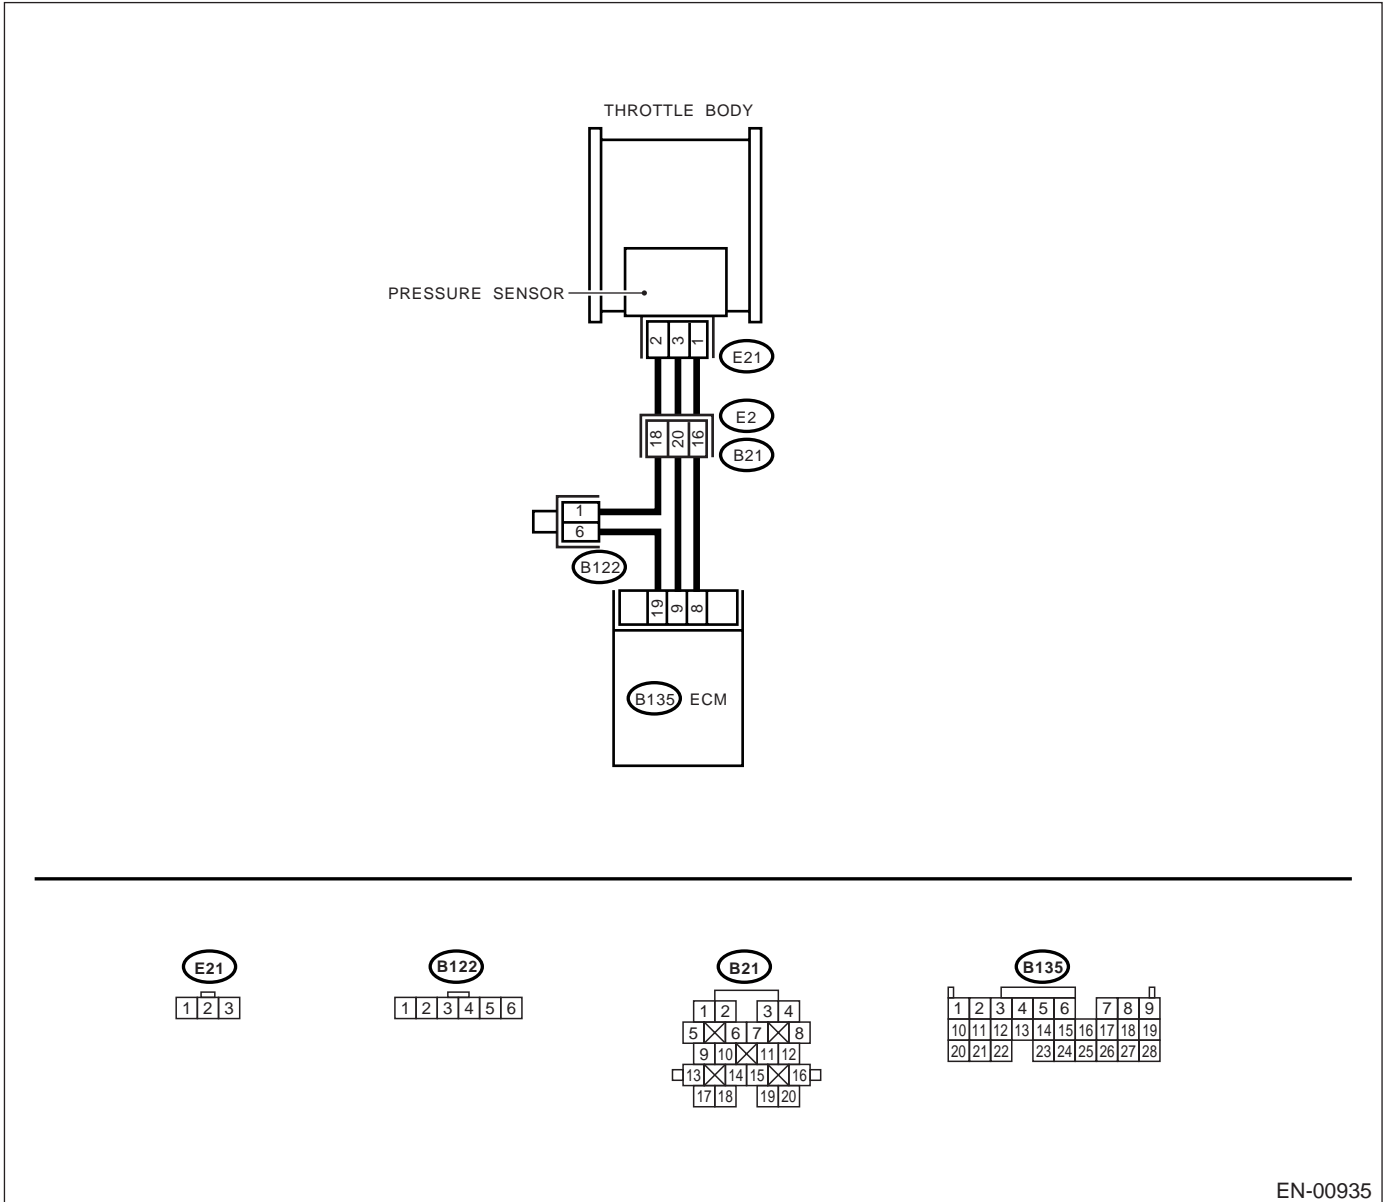 THROTTLE BODY
PRESSURE SENSOR
2 3 1
E21
E2
18 20 16
B21
1
6
B122
19 9 8
B135 ECM
E21
1 2 3
B122
1 2 3 4 5 6
B21
1 2 3 4
5 6 7 8
9 10 11 12
13 14 15 16
17 18 19 20
B135
1 2 3 4 5 6 7 8 9
10 11 12 13 14 15 16 17 18 19
20 21 22 23 24 25 26 27 28
EN-00935